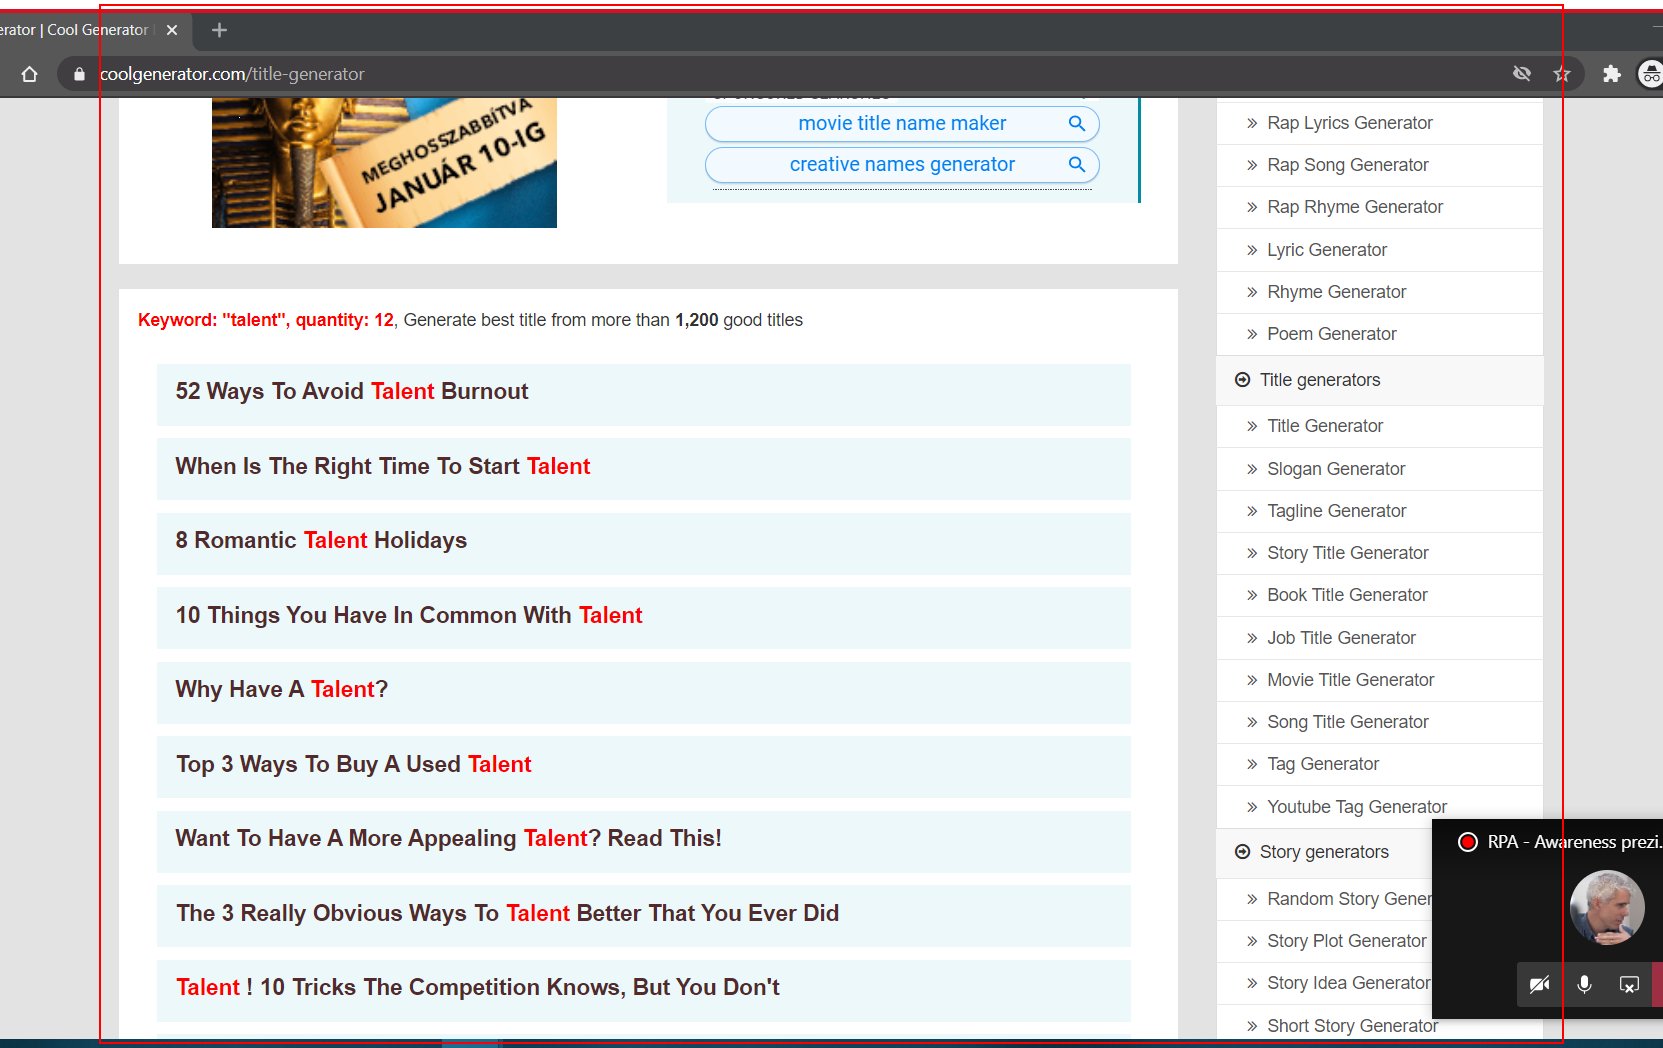 erator | Cool Generator
coolgenerator.com/title-generator
MEGHOSSZABBÍTVA
JANUÁR 10-IG
movie title name maker
creative names generator
Keyword: "talent", quantity: 12, Generate best title from more than 1,200 good titles
52 Ways To Avoid Talent Burnout
When Is The Right Time To Start Talent
8 Romantic Talent Holidays
10 Things You Have In Common With Talent
Why Have A Talent?
Top 3 Ways To Buy A Used Talent
Want To Have A More Appealing Talent? Read This!
The 3 Really Obvious Ways To Talent Better That You Ever Did
Talent ! 10 Tricks The Competition Knows, But You Don't
Rap Lyrics Generator
Rap Song Generator
Rap Rhyme Generator
Lyric Generator
Rhyme Generator
Poem Generator
Title generators
Title Generator
Slogan Generator
Tagline Generator
Story Title Generator
Book Title Generator
Job Title Generator
Movie Title Generator
Song Title Generator
Tag Generator
Youtube Tag Generator
Story generators
Random Story Gener
Story Plot Generator
Story Idea Generator
Short Story Generator
RPA - Awareness prezi...